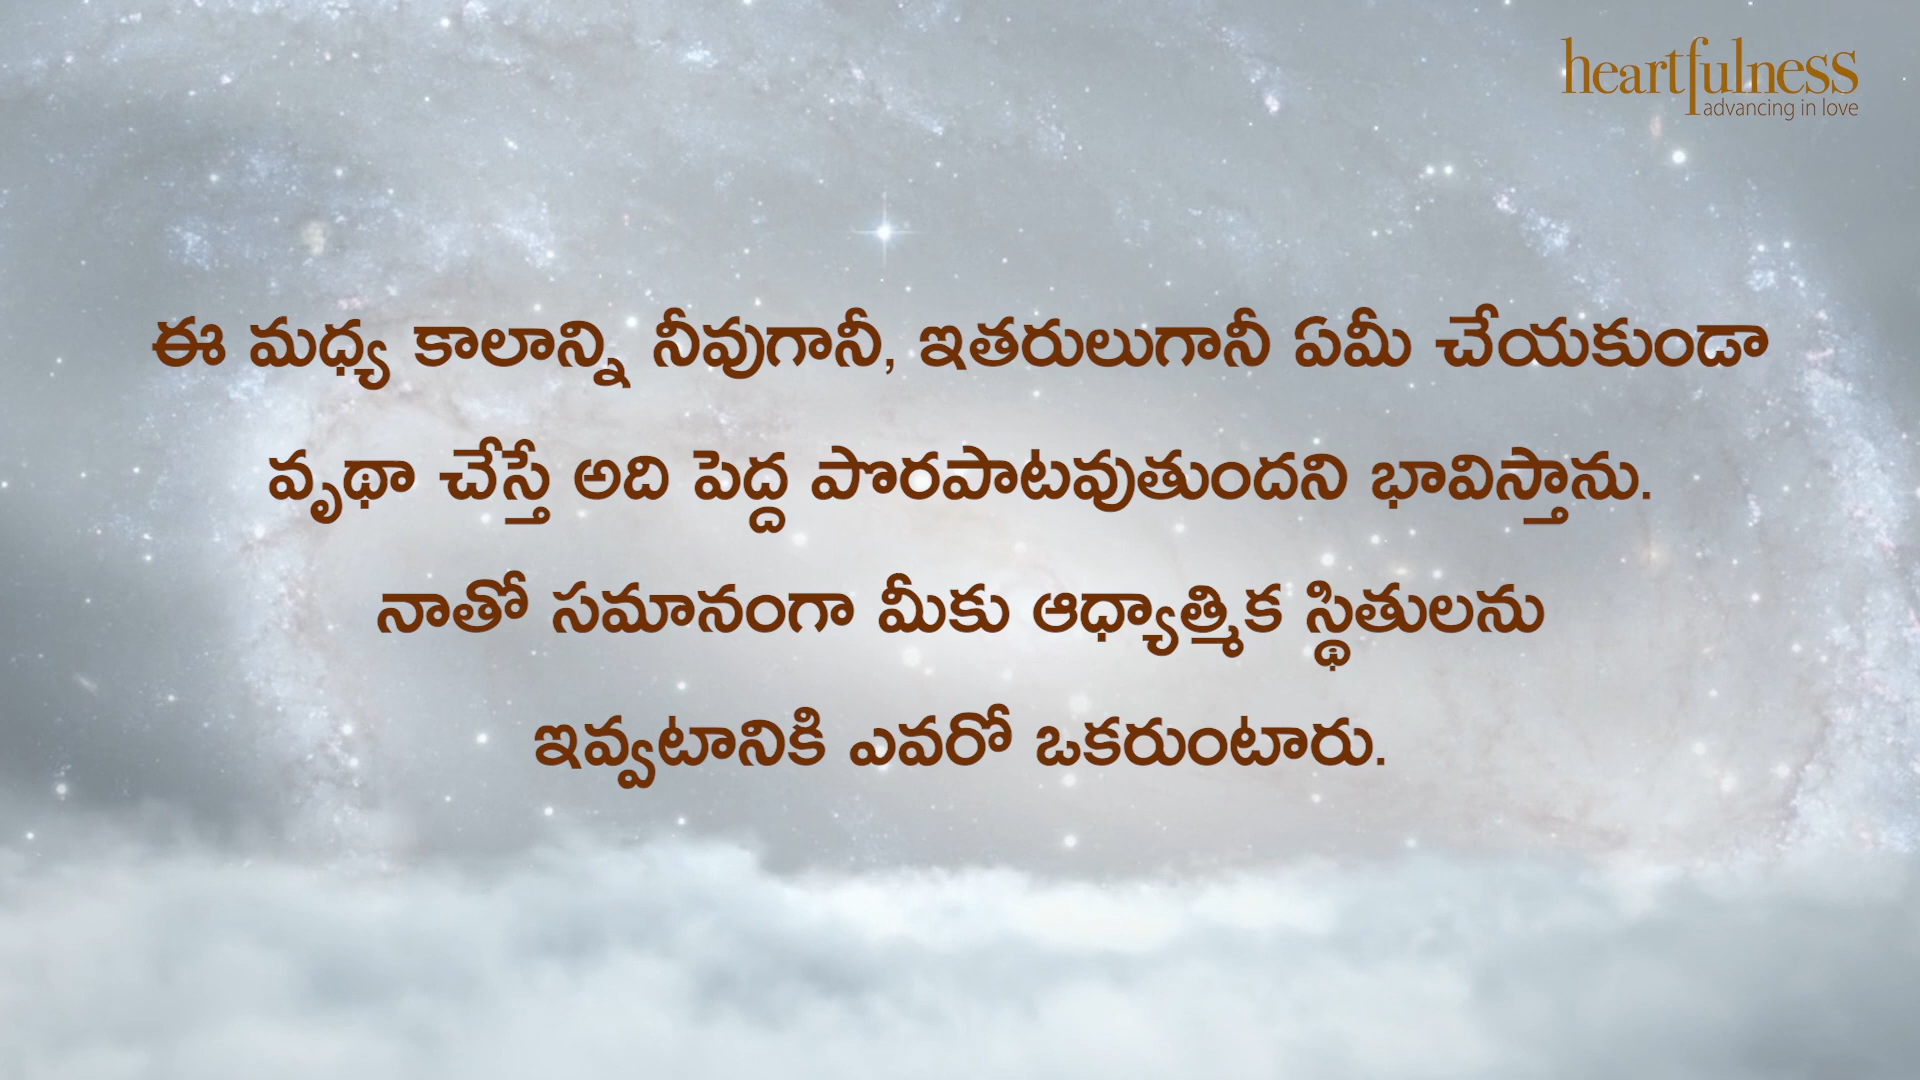 heartfulness
advancing in love
ఈ మధ్య కాలాన్ని నీవుగానీ, ఇతరులుగానీ ఏమీ చేయకుండా
వృథా చేస్తే అది పెద్ద పొరపాటవుతుందని భావిస్తాను.
నాతో సమానంగా మీకు ఆధ్యాత్మిక స్థితులను
ఇవ్వటానికి ఎవరో ఒకరుంటారు.